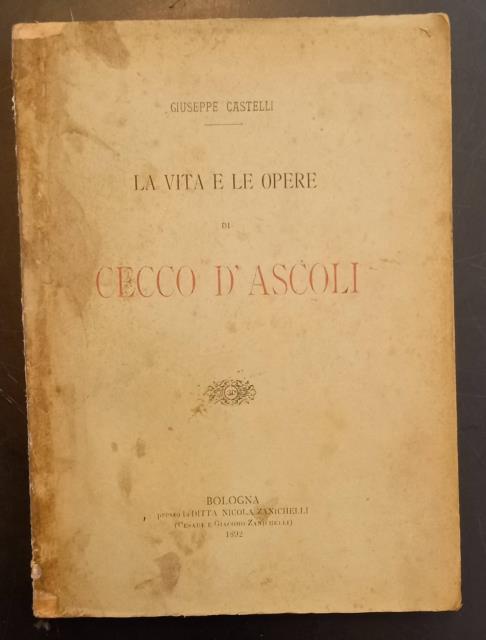 GIUSEPPE CASTELLI
LA VITA E LE OPERE
DI
CECCO D'ASCOLI
BOLOGNA
presso la DITTA NICOLA ZANICHELLI
(Cesare e Giacomo Zanichelli)
1892